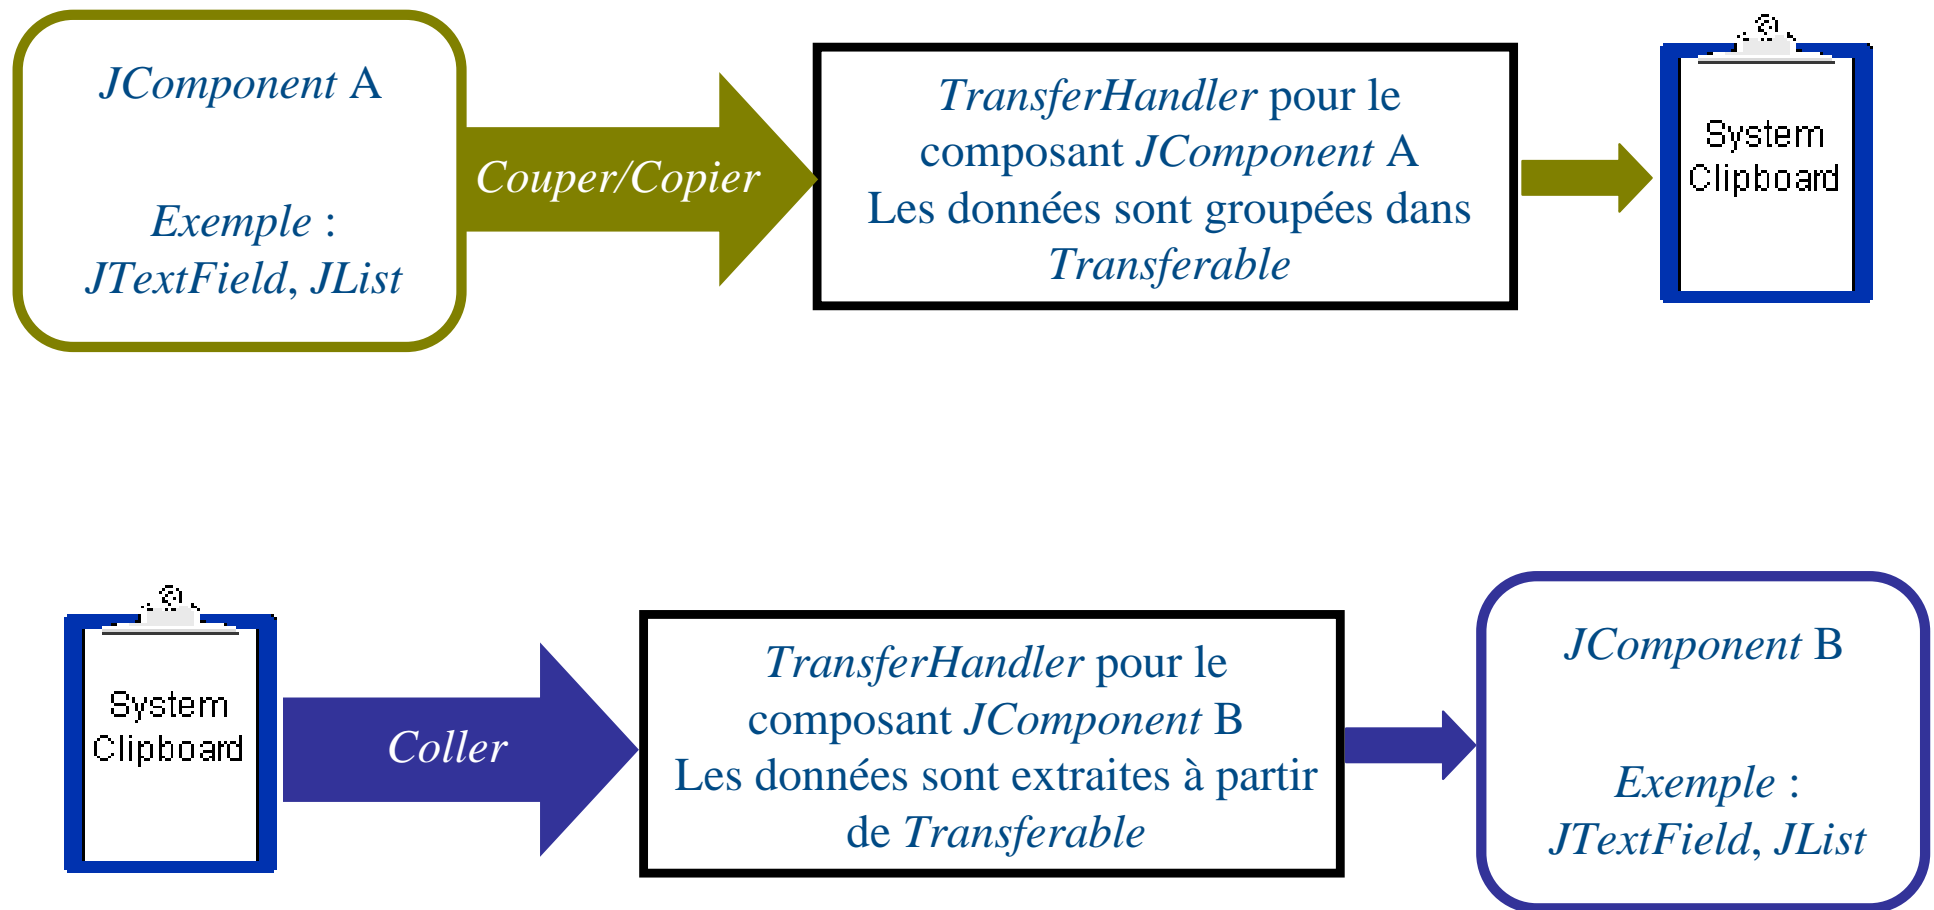 JComponent A
Exemple :
JTextField, JList
Couper/Copier
TransferHandler pour le
composant JComponent A
Les données sont groupées dans
Transferable
System
Clipboard
System
Clipboard
Coller
TransferHandler pour le
composant JComponent B
Les données sont extraites à partir
de Transferable
JComponent B
Exemple :
JTextField, JList